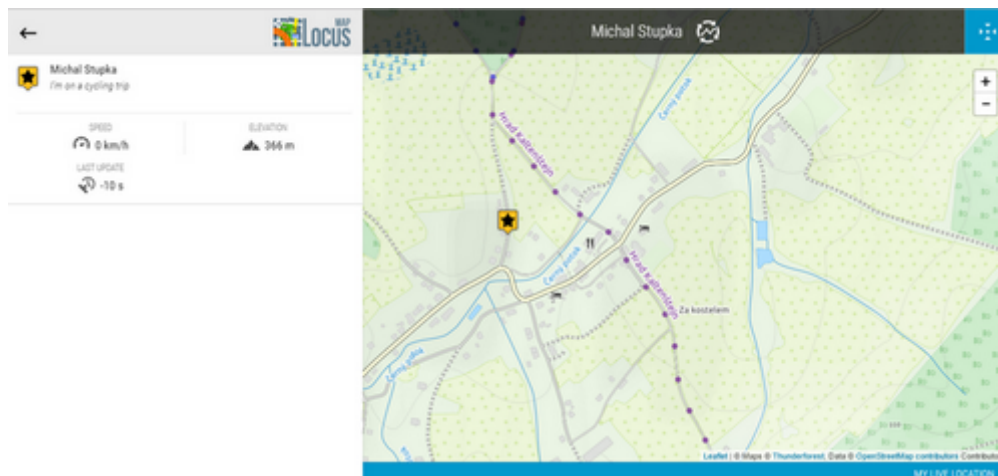 MAP
LOCUS
Michal Stupka
Michal Stupka
I'm on a cycling trip
SPEED
ELEVATION
0 km/h
366 m
LAST UPDATE
-10 s
+
-
Hrad Kaltenštejn
Černý potok
Černý potok
Hrad Kaltenštejn
Za kostelem
Černý potok
Leaflet | © Maps © Thunderforest, Data © OpenStreetMap contributors Contributo
MY LIVE LOCATION